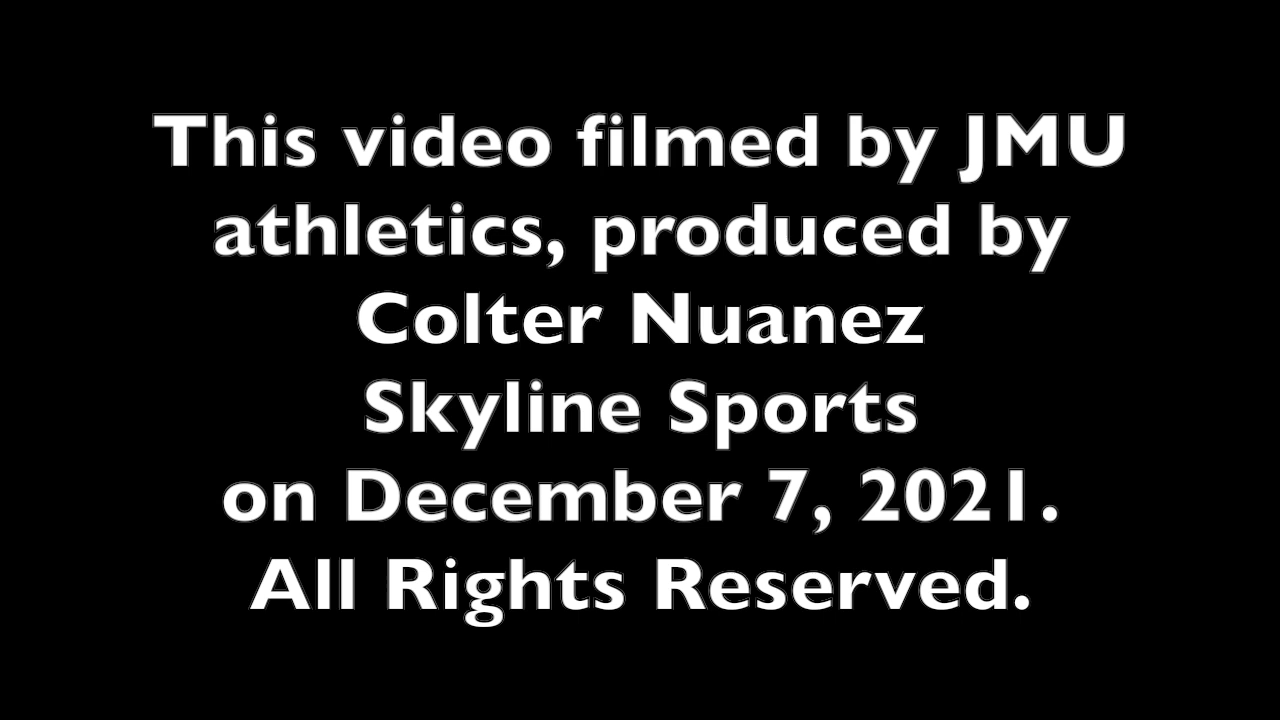 This video filmed by JMU
athletics, produced by
Colter Nuanez
Skyline Sports
on December 7, 2021.
All Rights Reserved.